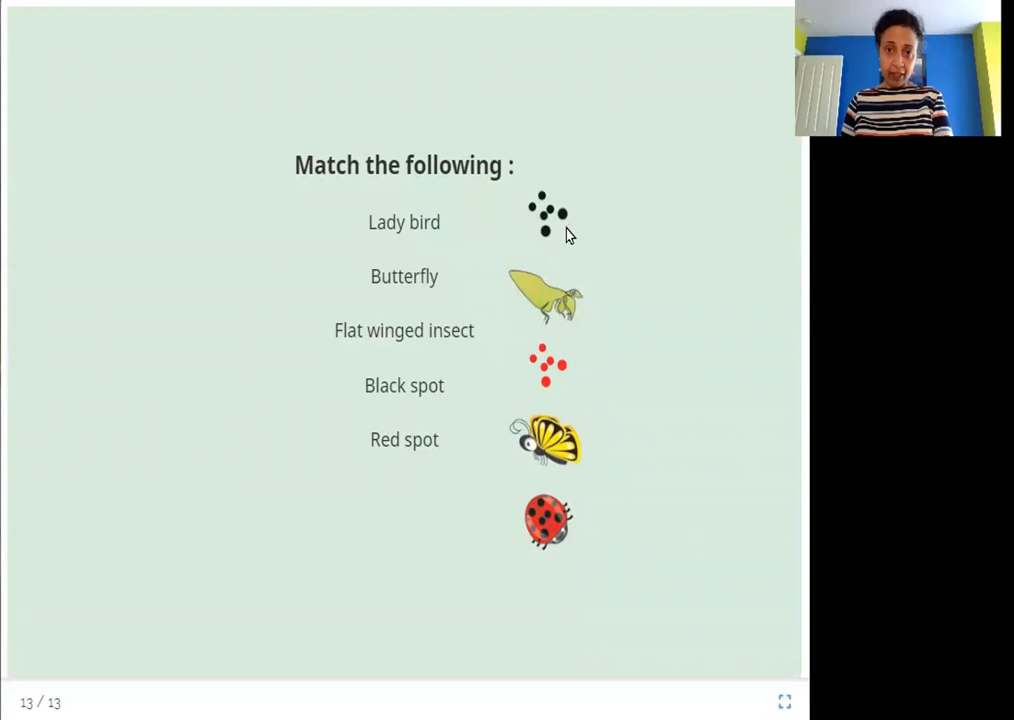 Match the following :
Lady bird
Butterfly
Flat winged insect
Black spot
Red spot
13 / 13